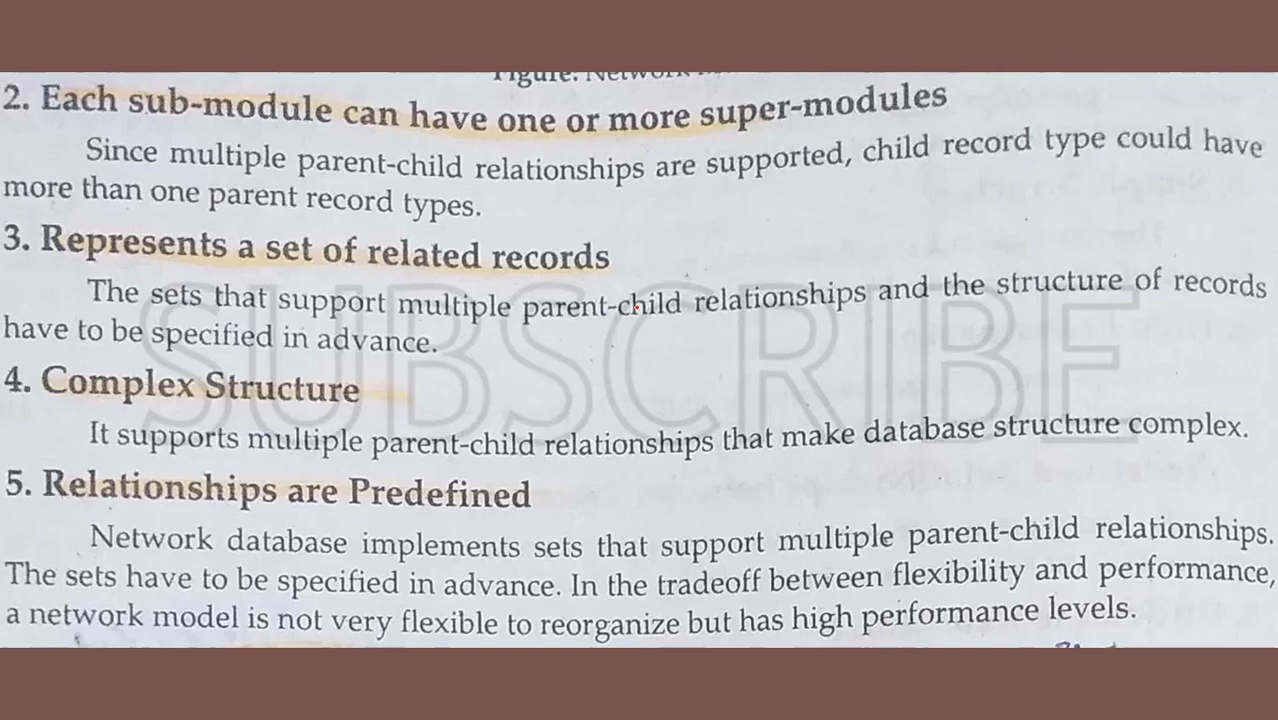 Figure: Network
2. Each sub-module can have one or more super-modules
Since multiple parent-child relationships are supported, child record type could have
more than one parent record types.
3. Represents a set of related records
The sets that support multiple parent-child relationships and the structure of records
have to be specified in advance.
SUBSCRIBE
4. Complex Structure
It supports multiple parent-child relationships that make database structure complex.
5. Relationships are Predefined
Network database implements sets that support multiple parent-child relationships.
The sets have to be specified in advance. In the tradeoff between flexibility and performance,
a network model is not very flexible to reorganize but has high performance levels.